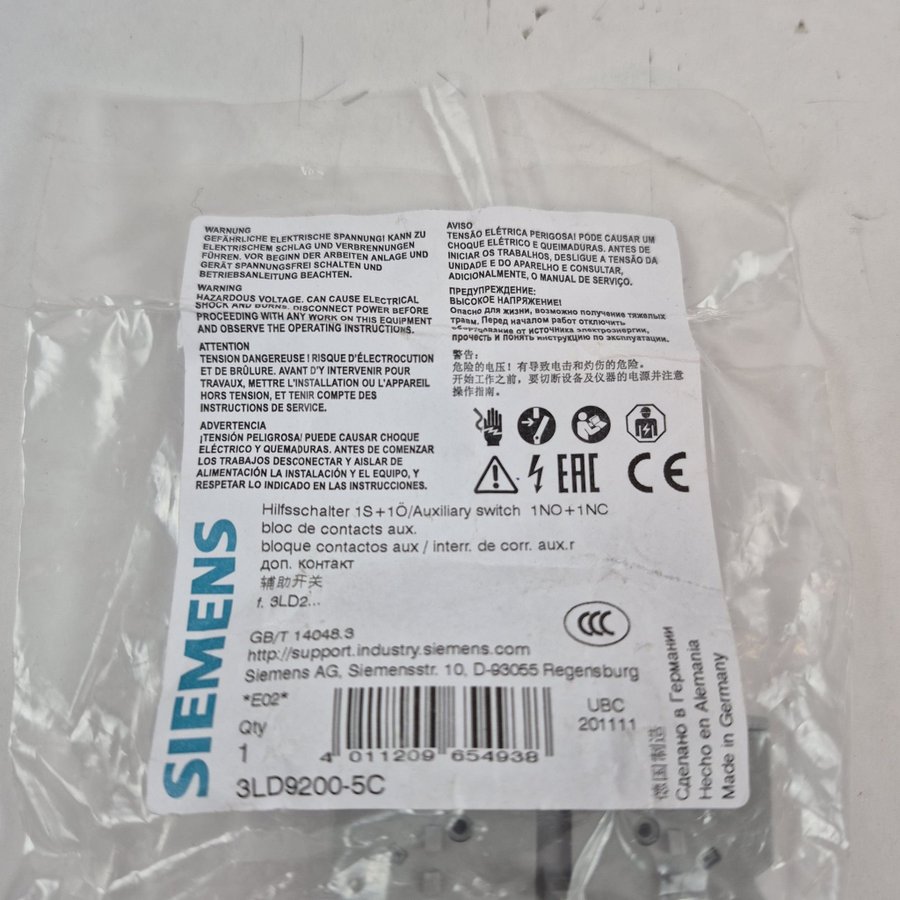 WARNUNG
GEFÄHRLICHE ELEKTRISCHE SPANNUNG! KANN ZU
ELEKTRISCHEM SCHLAG UND VERBRENNUNGEN
FÜHREN. VOR BEGINN DER ARBEITEN ANLAGE UND
GERÄT SPANNUNGSFREI SCHALTEN UND
BETRIEBSANLEITUNG BEACHTEN.
WARNING
HAZARDOUS VOLTAGE. CAN CAUSE ELECTRICAL
SHOCK AND BURNS. DISCONNECT POWER BEFORE
PROCEEDING WITH ANY WORK ON THIS EQUIPMENT
AND OBSERVE THE OPERATING INSTRUCTIONS.
ATTENTION
TENSION DANGEREUSE ! RISQUE D'ÉLECTROCUTION
ET DE BRÛLURE. AVANT D'Y INTERVENIR POUR
TRAVAUX, METTRE L'INSTALLATION OU L'APPAREIL
HORS TENSION, ET TENIR COMPTE DES
INSTRUCTIONS DE SERVICE.
ADVERTENCIA
¡TENSIÓN PELIGROSA! PUEDE CAUSAR CHOQUE
ELÉCTRICO Y QUEMADURAS. ANTES DE COMENZAR
LOS TRABAJOS DESCONECTAR Y AISLAR DE
ALIMENTACIÓN LA INSTALACIÓN Y EL EQUIPO, Y
RESPETAR LO INDICADO EN LAS INSTRUCCIONES.
AVISO
TENSÃO ELÉTRICA PERIGOSA! PODE CAUSAR UM
CHOQUE ELÉTRICO E QUEIMADURAS. ANTES DE
INICIAR OS TRABALHOS, DESLIGUE A TENSÃO DA
UNIDADE E DO APARELHO E CONSULTAR,
ADICIONALMENTE, O MANUAL DE SERVIÇO.
ПРЕДУПРЕЖДЕНИЕ:
ВЫСОКОЕ НАПРЯЖЕНИЕ!
Опасно для жизни, возможно получение тяжелых
травм. Перед началом работ отключить
оборудование от источника электроэнергии,
прочесть и понять инструкцию по эксплуатации.
警告:
危险的电压! 有导致电击和灼伤的危险。
开始工作之前, 要切断设备及仪器的电源并注意
操作指南。
EAC CE
SIEMENS
Hilfsschalter 1S+1Ö/Auxiliary switch 1NO+1NC
bloc de contacts aux.
bloque contactos aux / interr. de corr. aux.r
доп. контакт
辅助开关
f. 3LD2...
CCC
GB/T 14048.3
http://support.industry.siemens.com
Siemens AG, Siemensstr. 10, D-93055 Regensburg
*E02*
UBC
201111
Qty
1
4 011209 654938
3LD9200-5C
德国制造
Сделано в Германии
Hecho en Alemania
Made in Germany